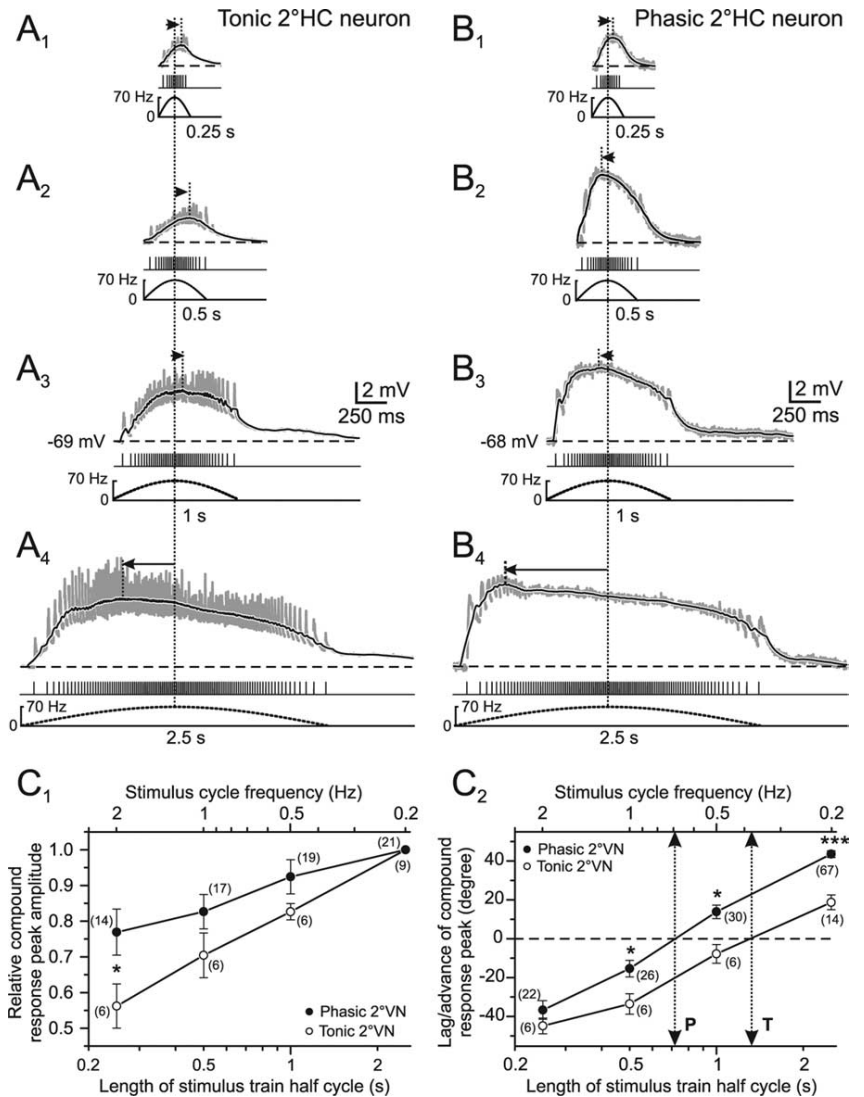 A1 Tonic 2°HC neuron
B1 Phasic 2°HC neuron
70 Hz
0
0.25 s
70 Hz
0
0.25 s
A2
B2
70 Hz
0
0.5 s
70 Hz
0
0.5 s
A3
B3
2 mV
250 ms
2 mV
250 ms
-69 mV
-68 mV
70 Hz
0
1 s
70 Hz
0
1 s
A4
B4
70 Hz
0
2.5 s
70 Hz
0
2.5 s
C1
Stimulus cycle frequency (Hz)
2 1 0.5 0.2
Relative compound
response peak amplitude
1.0
0.9
0.8
0.7
0.6
0.5
(21)
(9)
(19)
(17)
(14)
(6)
(6)
*
(6)
Phasic 2°VN
Tonic 2°VN
0.2 0.5 1 2
Length of stimulus train half cycle (s)
C2
Stimulus cycle frequency (Hz)
2 1 0.5 0.2
Lag/advance of compound
response peak (degree)
40
20
0
-20
-40
Phasic 2°VN
Tonic 2°VN
***
(67)
*
(30)
(14)
*
(26)
(6)
(22)
(6)
(6)
P
T
0.2 0.5 1 2
Length of stimulus train half cycle (s)